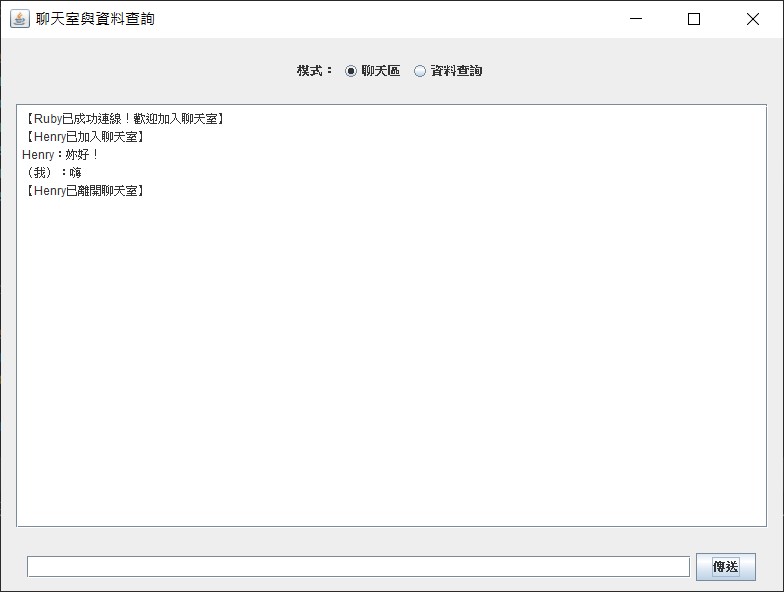 聊天室與資料查詢
模式： 聊天區 資料查詢
【Ruby已成功連線！歡迎加入聊天室】
【Henry已加入聊天室】
Henry：妳好！
（我）：嗨
【Henry已離開聊天室】
傳送